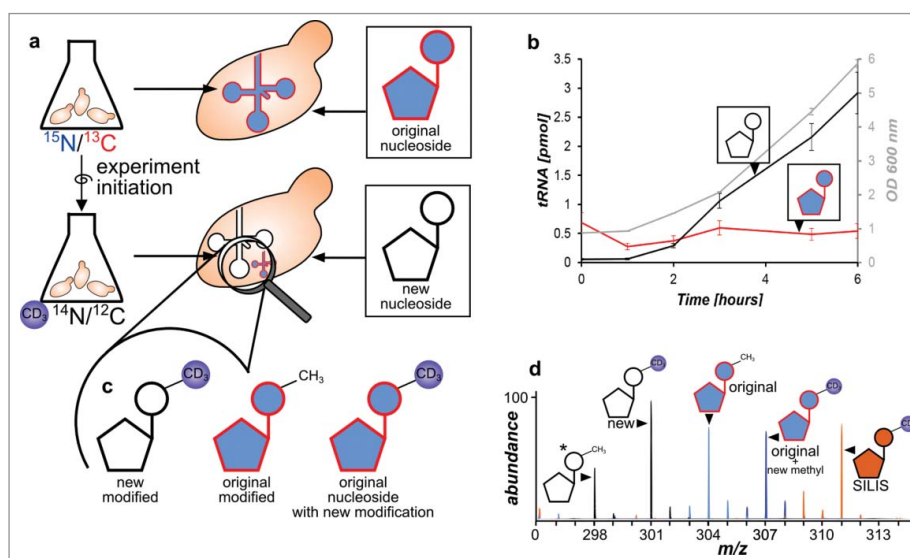 a
15N/13C
experiment
initiation
CD3
14N/12C
original
nucleoside
new
nucleoside
b
tRNA [pmol]
3.5
3
2.5
2
1.5
1
0.5
0
0 2 4 6
Time [hours]
6
5
4
3
2
1
0
OD 600 nm
c
CD3
new
modified
CH3
original
modified
CD3
original
nucleoside
with new modification
d
abundance
100
*
CH3
new
CD3
CH3
original
CD3
original
+
new methyl
CD3
SILIS
0 298 301 304 307 310 313
m/z